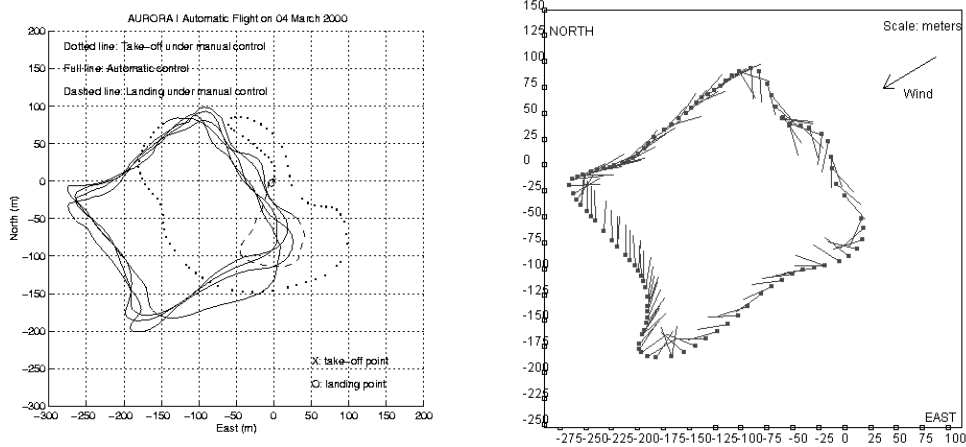 AURORA I Automatic Flight on 04 March 2000
200
150
100
50
0
-50
-100
-150
-200
-250
-300
North (m)
Dotted line: Take-off under manual control
Full line: Automatic control
Dashed line: Landing under manual control
X: take-off point
O: landing point
-300 -250 -200 -150 -100 -50 0 50 100 150 200
East (m)
150
125
100
75
50
25
0
-25
-50
-75
-100
-125
-150
-175
-200
-225
-250
NORTH
Scale: meters
Wind
EAST
-275 -250 -225 -200 -175 -150 -125 -100 -75 -50 -25 0 25 50 75 100